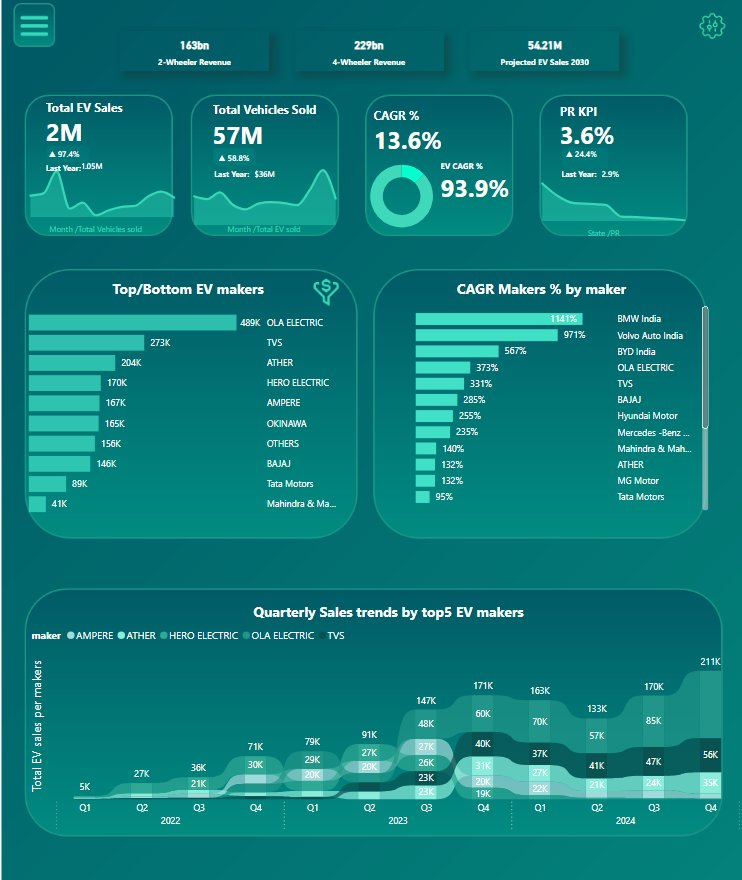 163bn
2-Wheeler Revenue
229bn
4-Wheeler Revenue
54.21M
Projected EV Sales 2030
Total EV Sales
2M
▲ 97.4%
Last Year: 1.05M
Month /Total Vehicles sold
Total Vehicles Sold
57M
▲ 58.8%
Last Year: $36M
Month /Total EV sold
CAGR %
13.6%
EV CAGR %
93.9%
PR KPI
3.6%
▲ 24.4%
Last Year: 2.9%
State /PR
Top/Bottom EV makers
489K OLA ELECTRIC
273K TVS
204K ATHER
170K HERO ELECTRIC
167K AMPERE
165K OKINAWA
156K OTHERS
146K BAJAJ
89K Tata Motors
41K Mahindra & Ma...
CAGR Makers % by maker
1141% BMW India
971% Volvo Auto India
567% BYD India
373% OLA ELECTRIC
331% TVS
285% BAJAJ
255% Hyundai Motor
235% Mercedes -Benz ...
140% Mahindra & Mah...
132% ATHER
132% MG Motor
95% Tata Motors
Quarterly Sales trends by top5 EV makers
maker AMPERE ATHER HERO ELECTRIC OLA ELECTRIC TVS
Total EV sales per makers
5K
27K
36K
21K
71K
30K
79K
29K
20K
91K
27K
20K
147K
48K
27K
26K
23K
23K
171K
60K
40K
31K
20K
19K
163K
70K
37K
27K
22K
133K
57K
41K
21K
170K
85K
47K
24K
211K
56K
35K
Q1 Q2 Q3 Q4 Q1 Q2 Q3 Q4 Q1 Q2 Q3 Q4
2022 2023 2024